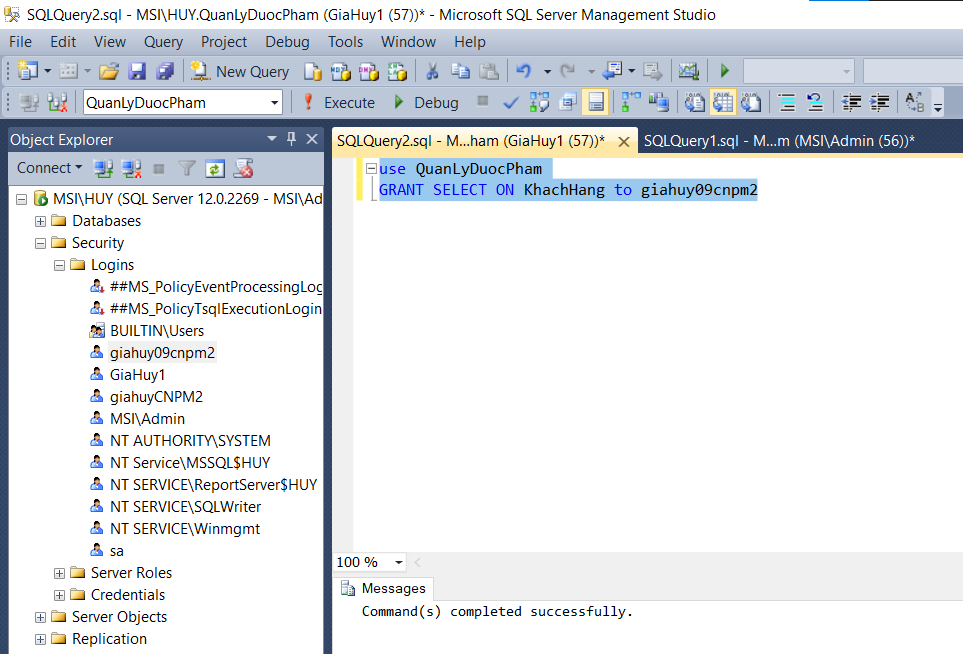 SQLQuery2.sql - MSI\HUY.QuanLyDuocPham (GiaHuy1 (57))* - Microsoft SQL Server Management Studio
File Edit View Query Project Debug Tools Window Help
New Query
QuanLyDuocPham Execute Debug
Object Explorer
Connect
MSI\HUY (SQL Server 12.0.2269 - MSI\Ad
Databases
Security
Logins
##MS_PolicyEventProcessingLog
##MS_PolicyTsqlExecutionLogin
BUILTIN\Users
giahuy09cnpm2
GiaHuy1
giahuyCNPM2
MSI\Admin
NT AUTHORITY\SYSTEM
NT Service\MSSQL$HUY
NT SERVICE\ReportServer$HUY
NT SERVICE\SQLWriter
NT SERVICE\Winmgmt
sa
Server Roles
Credentials
Server Objects
Replication
SQLQuery2.sql - M...ham (GiaHuy1 (57))* SQLQuery1.sql - M...m (MSI\Admin (56))*
use QuanLyDuocPham
GRANT SELECT ON KhachHang to giahuy09cnpm2
100 %
Messages
Command(s) completed successfully.